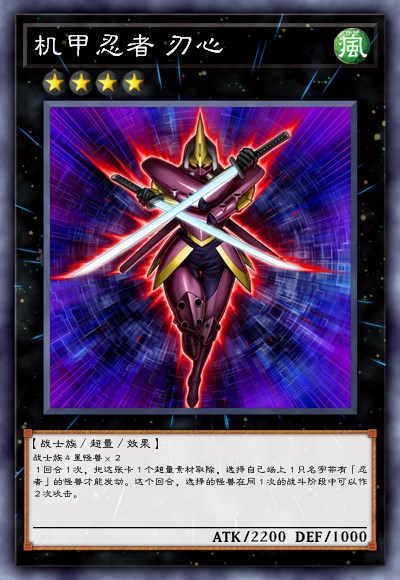 机甲忍者 刃心
風
【战士族／超量／效果】
战士族４星怪兽×２
１回合１次，把这张卡１个超量素材取除，选择自己场上１只名字带有「忍
者」的怪兽才能发动。这个回合，选择的怪兽在同１次的战斗阶段中可以作
２次攻击。
ATK/2200 DEF/1000